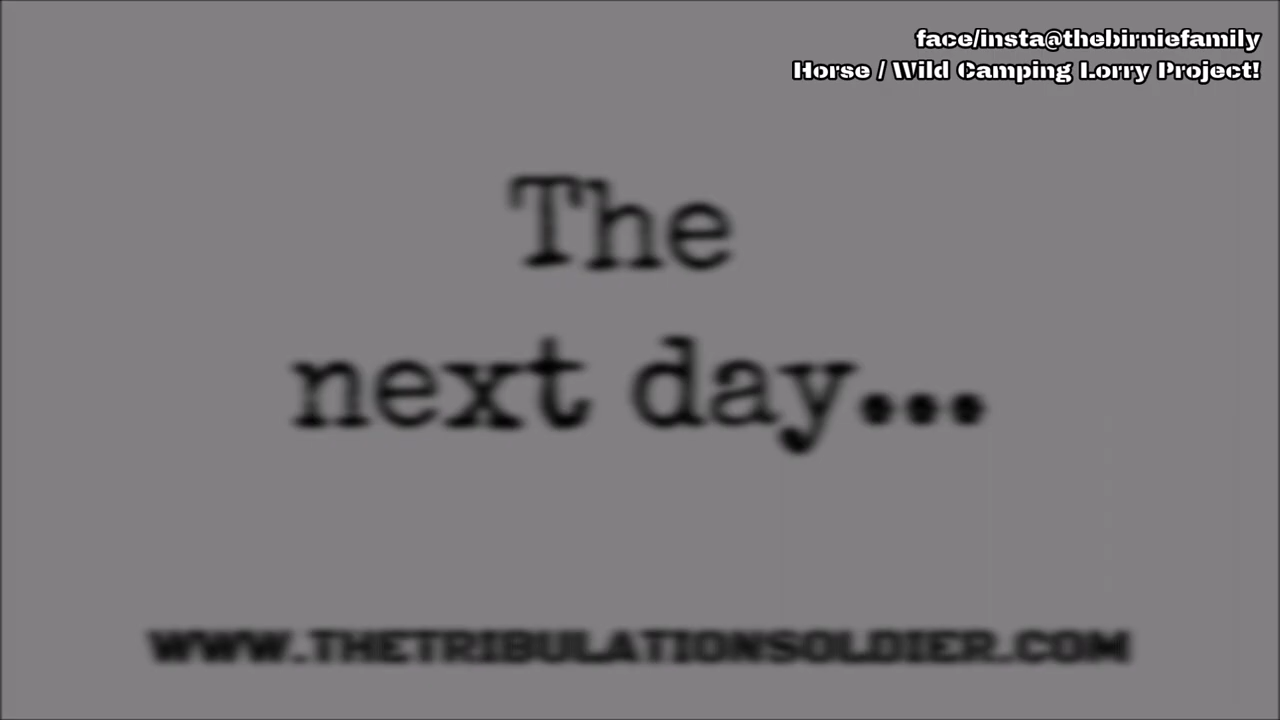 face/insta@thebirniefamily
Horse / Wild Camping Lorry Project!
The
next day...
WWW.THETRIBULATIONSOLDIER.COM